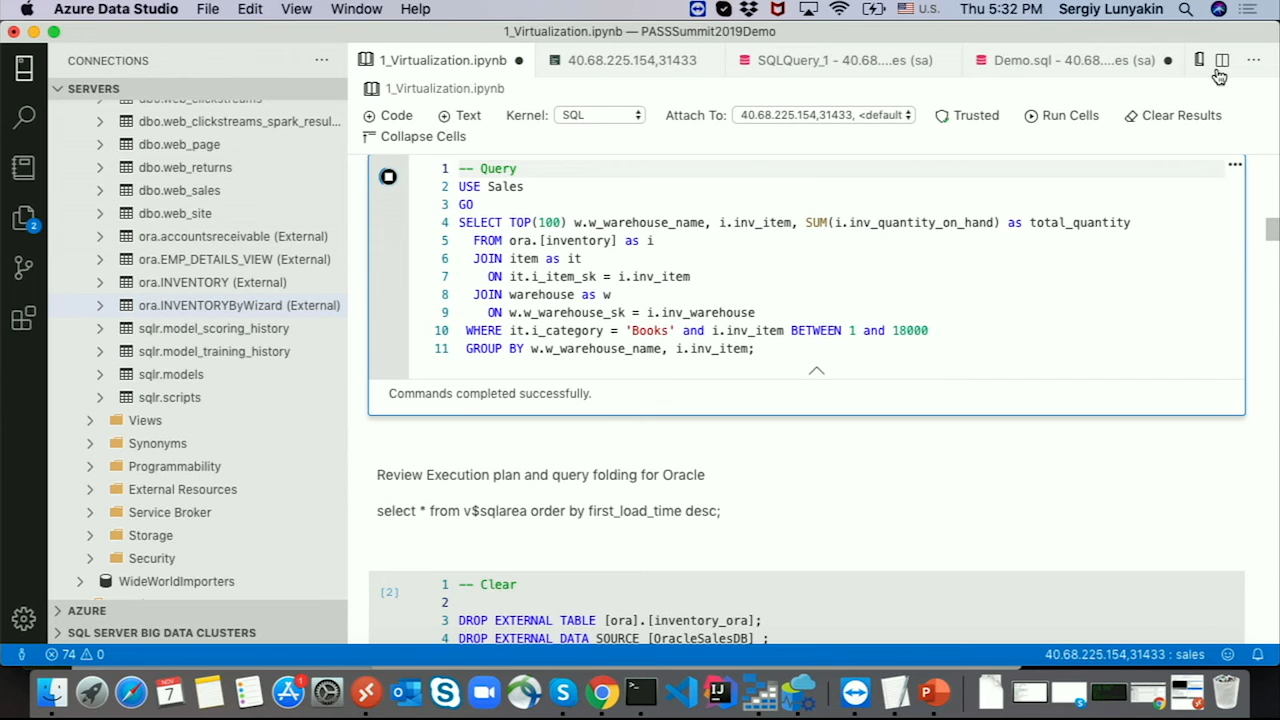 Azure Data Studio File Edit View Window Help U.S. Thu 5:32 PM Sergiy Lunyakin
1_Virtualization.ipynb — PASSSummit2019Demo
CONNECTIONS ···
1_Virtualization.ipynb ●
40.68.225.154,31433
SQLQuery_1 - 40.68....es (sa)
Demo.sql - 40.68....es (sa) ●
SERVERS
1_Virtualization.ipynb
Code Text Kernel: SQL Attach To: 40.68.225.154,31433, <default Trusted Run Cells Clear Results
Collapse Cells
dbo.web_clickstreams
dbo.web_clickstreams_spark_resul...
dbo.web_page
dbo.web_returns
dbo.web_sales
dbo.web_site
ora.accountsreceivable (External)
ora.EMP_DETAILS_VIEW (External)
ora.INVENTORY (External)
ora.INVENTORYByWizard (External)
sqlr.model_scoring_history
sqlr.model_training_history
sqlr.models
sqlr.scripts
Views
Synonyms
Programmability
External Resources
Service Broker
Storage
Security
WideWorldImporters
AZURE
SQL SERVER BIG DATA CLUSTERS
1 -- Query
2 USE Sales
3 GO
4 SELECT TOP(100) w.w_warehouse_name, i.inv_item, SUM(i.inv_quantity_on_hand) as total_quantity
5 FROM ora.[inventory] as i
6 JOIN item as it
7 ON it.i_item_sk = i.inv_item
8 JOIN warehouse as w
9 ON w.w_warehouse_sk = i.inv_warehouse
10 WHERE it.i_category = 'Books' and i.inv_item BETWEEN 1 and 18000
11 GROUP BY w.w_warehouse_name, i.inv_item;
Commands completed successfully.
Review Execution plan and query folding for Oracle
select * from v$sqlarea order by first_load_time desc;
[2] 1 -- Clear
2
3 DROP EXTERNAL TABLE [ora].[inventory_ora];
4 DROP EXTERNAL DATA SOURCE [OracleSalesDB] ;
2
74 0 40.68.225.154,31433 : sales
NOV
7
1